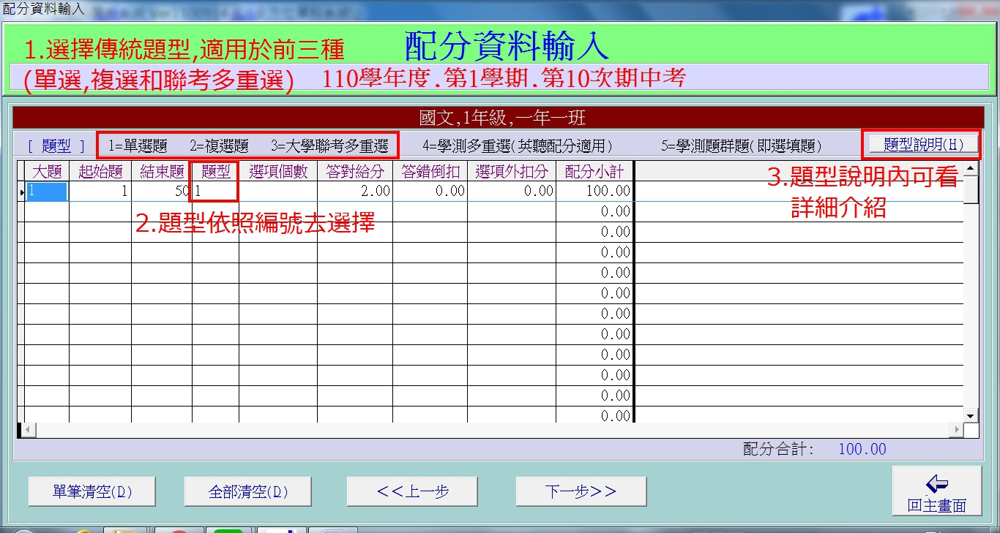 配分資料輸入
配分資料輸入
1.選擇傳統題型,適用於前三種
(單選,複選和聯考多重選)
110學年度,第1學期,第10次期中考
國文,1年級,一年一班
[ 題型 ] 1=單選題 2=複選題 3=大學聯考多重選 4=學測多重選(英聽配分適用) 5=學測題群題(即選填題) 題型說明(H)
大題 起始題 結束題 題型 選項個數 答對給分 答錯倒扣 選項外扣分 配分小計
1 1 50 1 2.00 0.00 0.00 100.00
3.題型說明內可看
詳細介紹
2.題型依照編號去選擇
0.00
0.00
0.00
0.00
0.00
0.00
0.00
0.00
0.00
0.00
0.00
配分合計: 100.00
單筆清空(D) 全部清空(D) <<上一步 下一步>> 回主畫面